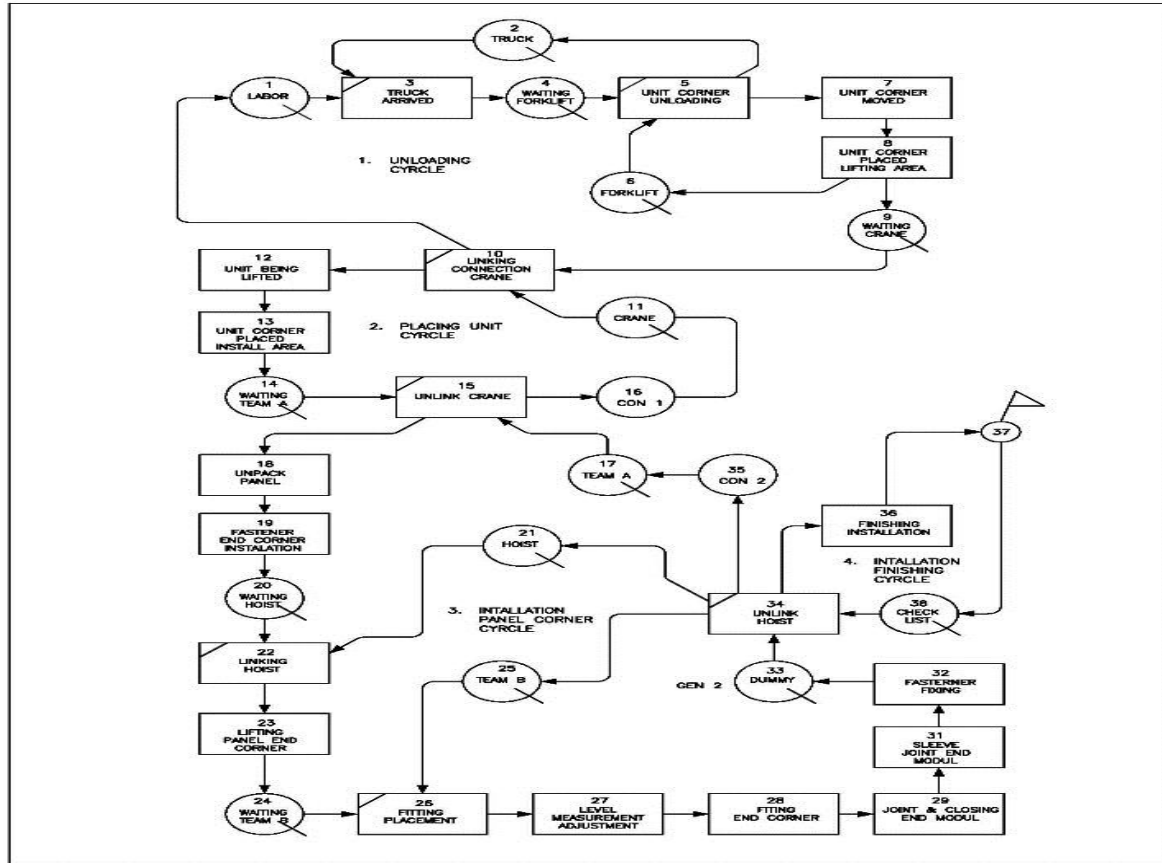 2
TRUCK
1
LABOR
3
TRUCK
ARRIVED
4
WAITING
FORKLIFT
5
UNIT CORNER
UNLOADING
7
UNIT CORNER
MOVED
1. UNLOADING
CYRCLE
6
FORKLIFT
8
UNIT CORNER
PLACED
LIFTING AREA
9
WAITING
CRANE
12
UNIT BEING
LIFTED
10
LINKING
CONNECTION
CRANE
11
CRANE
13
UNIT CORNER
PLACED
INSTALL AREA
2. PLACING UNIT
CYRCLE
14
WAITING
TEAM A
15
UNLINK CRANE
16
CON 1
37
18
UNPACK
PANEL
17
TEAM A
35
CON 2
19
FASTENER
END CORNER
INSTALATION
21
HOIST
36
FINISHING
INSTALLATION
4. INTALLATION
FINISHING
CYRCLE
20
WAITING
HOIST
3. INTALLATION
PANEL CORNER
CYRCLE
34
UNLINK
HOIST
38
CHECK
LIST
22
LINKING
HOIST
25
TEAM B
GEN 2
33
DUMMY
32
FASTERNER
FIXING
23
LIFTING
PANEL END
CORNER
31
SLEEVE
JOINT END
MODUL
24
WAITING
TEAM B
26
FITTING
PLACEMENT
27
LEVEL
MEASUREMENT
ADJUSTMENT
28
FITING
END CORNER
29
JOINT & CLOSING
END MODUL